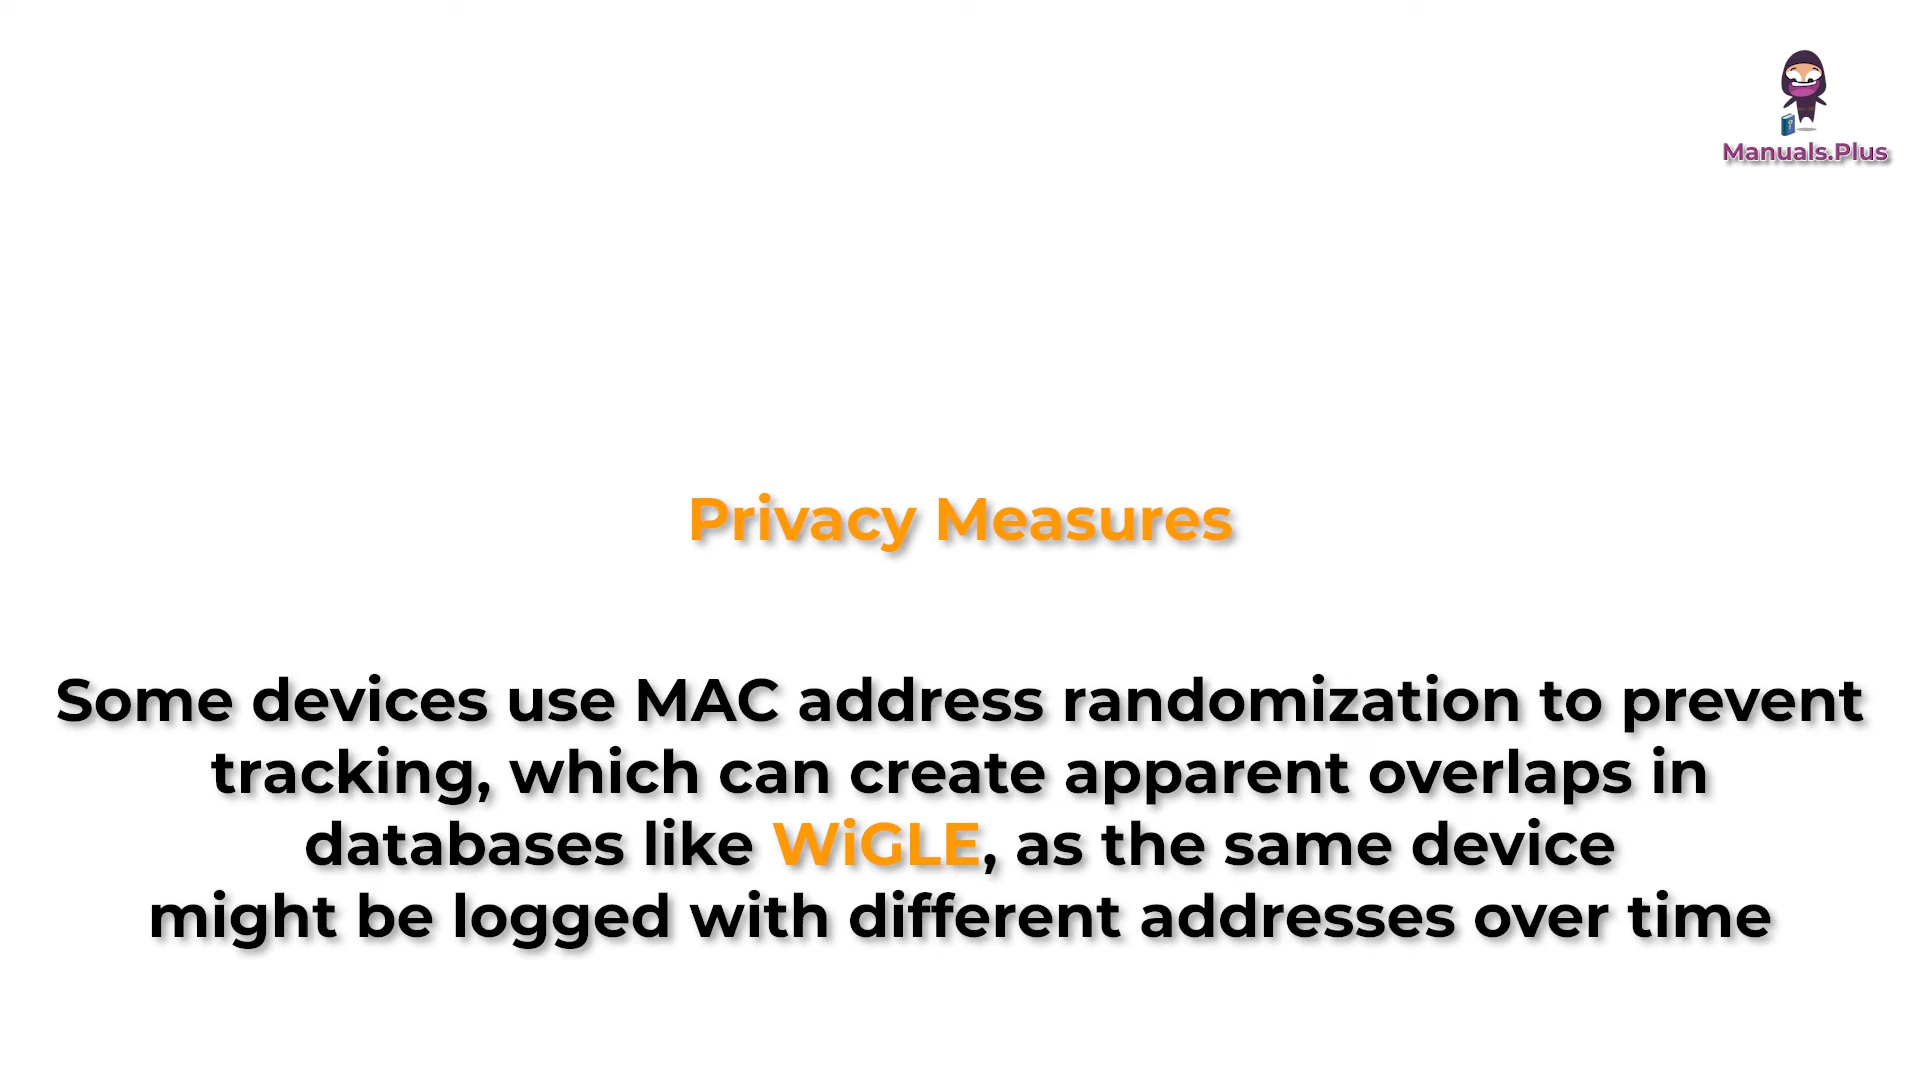 Manuals.Plus
Privacy Measures
Some devices use MAC address randomization to prevent
tracking, which can create apparent overlaps in
databases like WiGLE, as the same device
might be logged with different addresses over time